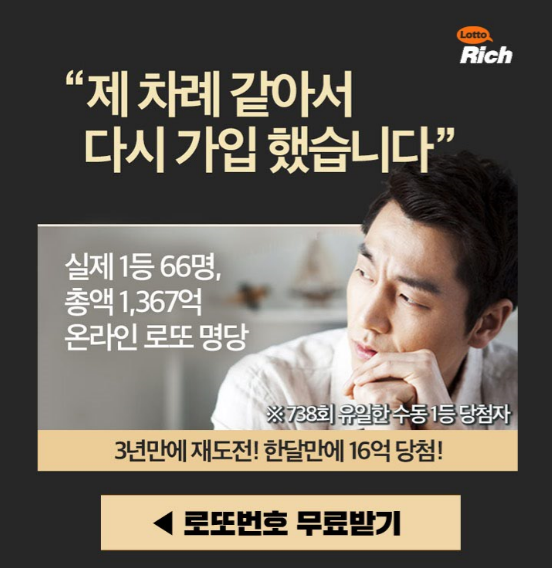 Lotto
Rich
“제 차례 같아서
다시 가입 했습니다”
실제 1등 66명,
총액 1,367억
온라인 로또 명당
※ 738회 유일한 수동 1등 당첨자
3년만에 재도전! 한달만에 16억 당첨!
◀ 로또번호 무료받기